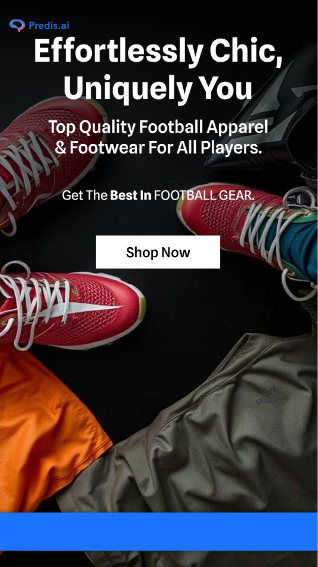 Predis.ai
Effortlessly Chic,
Uniquely You
Top Quality Football Apparel
& Footwear For All Players.
Get The Best In FOOTBALL GEAR.
Shop Now